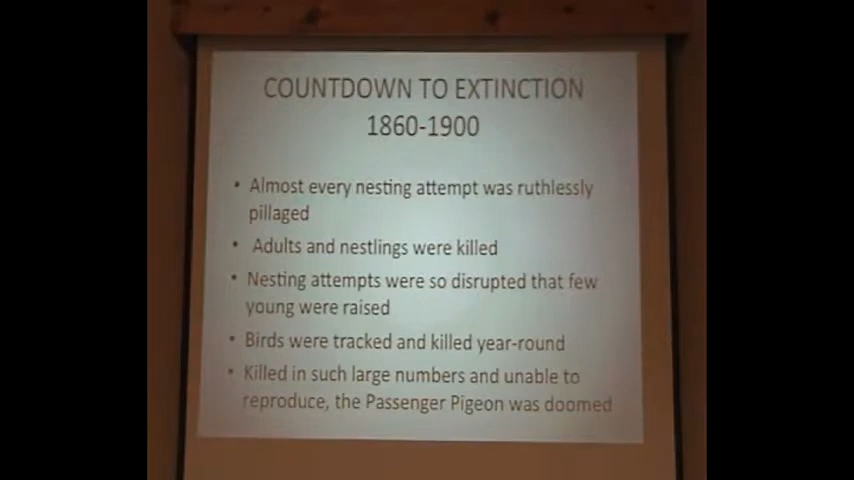 COUNTDOWN TO EXTINCTION
1860-1900
• Almost every nesting attempt was ruthlessly
pillaged
• Adults and nestlings were killed
• Nesting attempts were so disrupted that few
young were raised
• Birds were tracked and killed year-round
• Killed in such large numbers and unable to
reproduce, the Passenger Pigeon was doomed